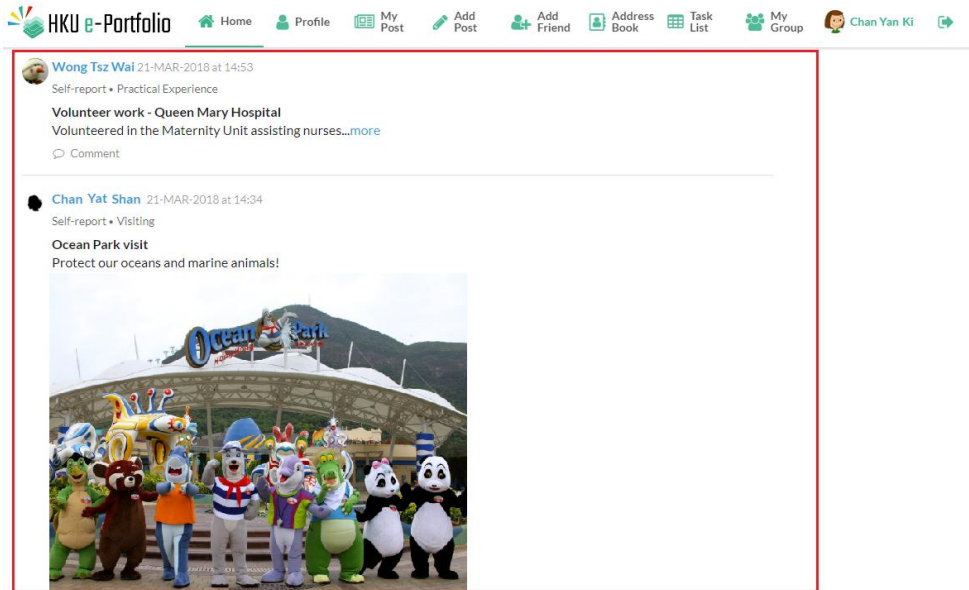 HKU e-Portfolio
Home
Profile
My
Post
Add
Post
Add
Friend
Address
Book
Task
List
My
Group
Chan Yan Ki
Wong Tsz Wai 21-MAR-2018 at 14:53
Self-report • Practical Experience
Volunteer work - Queen Mary Hospital
Volunteered in the Maternity Unit assisting nurses...more
Comment
Chan Yat Shan 21-MAR-2018 at 14:34
Self-report • Visiting
Ocean Park visit
Protect our oceans and marine animals!
Ocean Park